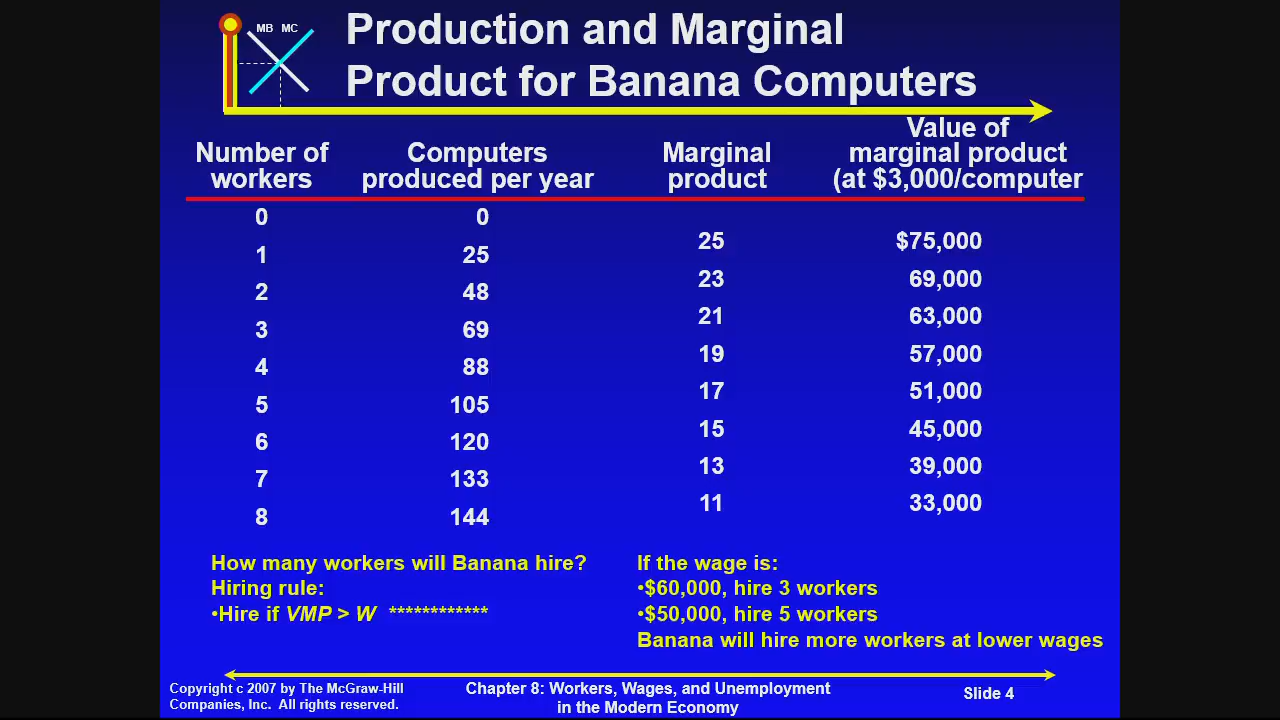 MB MC
Production and Marginal
Product for Banana Computers
Number of workers
Computers produced per year
Marginal product
Value of marginal product (at $3,000/computer
0 0
25 $75,000
1 25
23 69,000
2 48
21 63,000
3 69
19 57,000
4 88
17 51,000
5 105
15 45,000
6 120
13 39,000
7 133
11 33,000
8 144
How many workers will Banana hire?
Hiring rule:
•Hire if VMP > W ************
If the wage is:
•$60,000, hire 3 workers
•$50,000, hire 5 workers
Banana will hire more workers at lower wages
Copyright c 2007 by The McGraw-Hill
Companies, Inc. All rights reserved.
Chapter 8: Workers, Wages, and Unemployment
in the Modern Economy
Slide 4